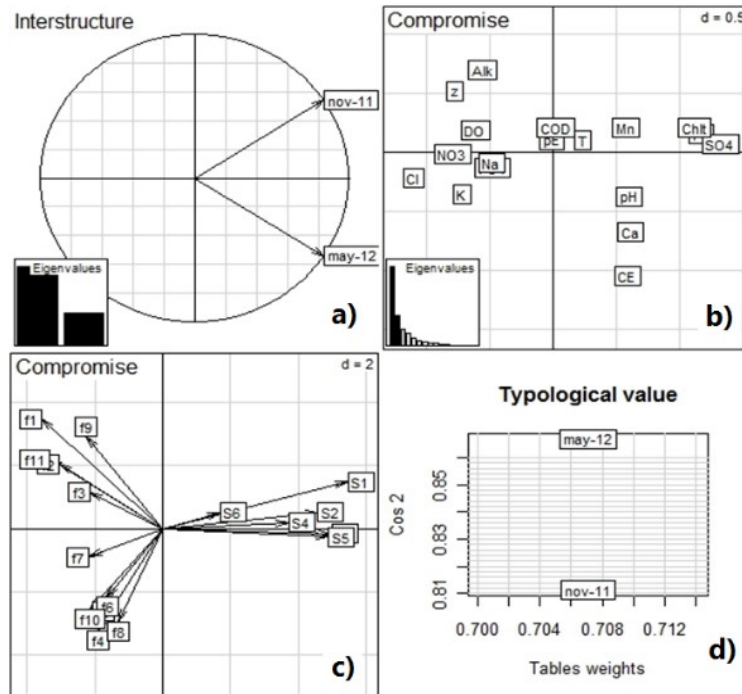 Interstructure
nov-11
may-12
Eigenvalues
a)
Compromise
d = 0.5
Alk
z
DO
COD
Mn
Chlt
pE
T
SO4
NO3
Na
Cl
K
pH
Ca
CE
Eigenvalues
b)
Compromise
d = 2
f1
f9
f11
f3
S1
S6
S2
S4
S5
f7
f6
f10
f8
f4
c)
Typological value
may-12
Cos 2
0.85
0.83
0.81
nov-11
0.700 0.704 0.708 0.712
Tables weights
d)